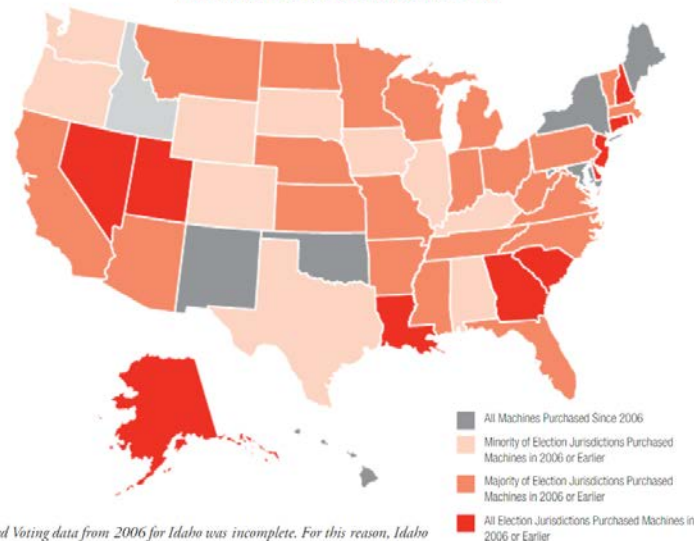 All Machines Purchased Since 2006
Minority of Election Jurisdictions Purchased
Machines in 2006 or Earlier
Majority of Election Jurisdictions Purchased
Machines in 2006 or Earlier
All Election Jurisdictions Purchased Machines in
2006 or Earlier
d Voting data from 2006 for Idaho was incomplete. For this reason, Idaho